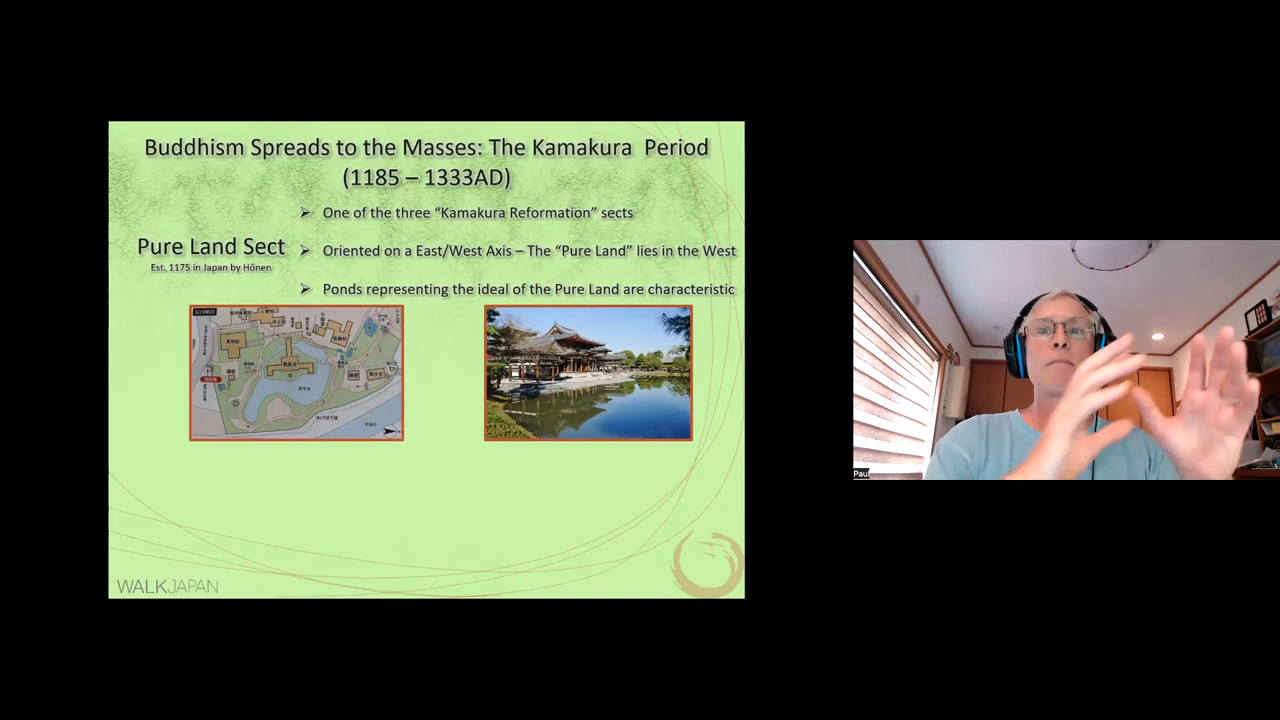 Buddhism Spreads to the Masses: The Kamakura Period
(1185 – 1333AD)
One of the three “Kamakura Reformation” sects
Pure Land Sect
Est. 1175 in Japan by Hōnen
Oriented on a East/West Axis – The “Pure Land” lies in the West
Ponds representing the ideal of the Pure Land are characteristic
WALKJAPAN
Paul